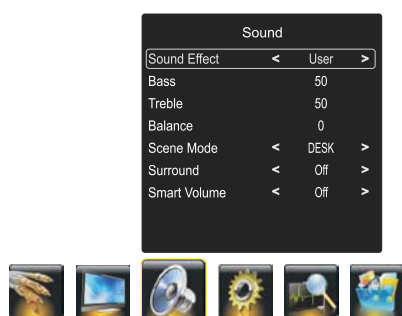 Sound
Sound Effect < User >
Bass 50
Treble 50
Balance 0
Scene Mode < DESK >
Surround < Off >
Smart Volume < Off >